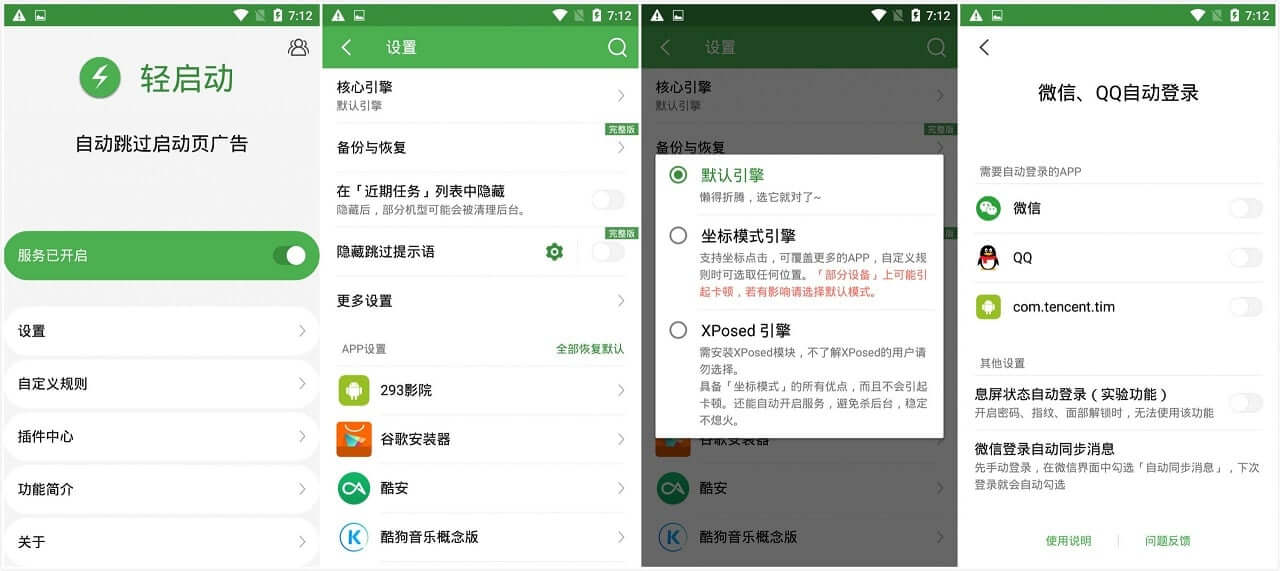 7:12
轻启动
自动跳过启动页广告
服务已开启
设置
自定义规则
插件中心
功能简介
关于
7:12
设置
核心引擎
默认引擎
完整版
备份与恢复
在「近期任务」列表中隐藏
隐藏后，部分机型可能会被清理后台。
完整版
隐藏跳过提示语
更多设置
APP设置 全部恢复默认
293影院
谷歌安装器
酷安
酷狗音乐概念版
7:12
设置
核心引擎
默认引擎
完整版
备份与恢复
默认引擎
懒得折腾，选它就对了~
坐标模式引擎
支持坐标点击，可覆盖更多的APP，自定义规
则时可选取任何位置。「部分设备」上可能引
起卡顿，若有影响请选择默认模式。
XPosed 引擎
需安装XPosed模块，不了解XPosed的用户请
勿选择。
具备「坐标模式」的所有优点，而且不会引起
卡顿。还能自动开启服务，避免杀后台，稳定
不熄火。
谷歌安装器
酷安
酷狗音乐概念版
7:12
微信、QQ自动登录
需要自动登录的APP
微信
QQ
com.tencent.tim
其他设置
息屏状态自动登录（实验功能）
开启密码、指纹、面部解锁时，无法使用该功能
微信登录自动同步消息
先手动登录，在微信界面中勾选「自动同步消息」，下次
登录就会自动勾选
使用说明 问题反馈